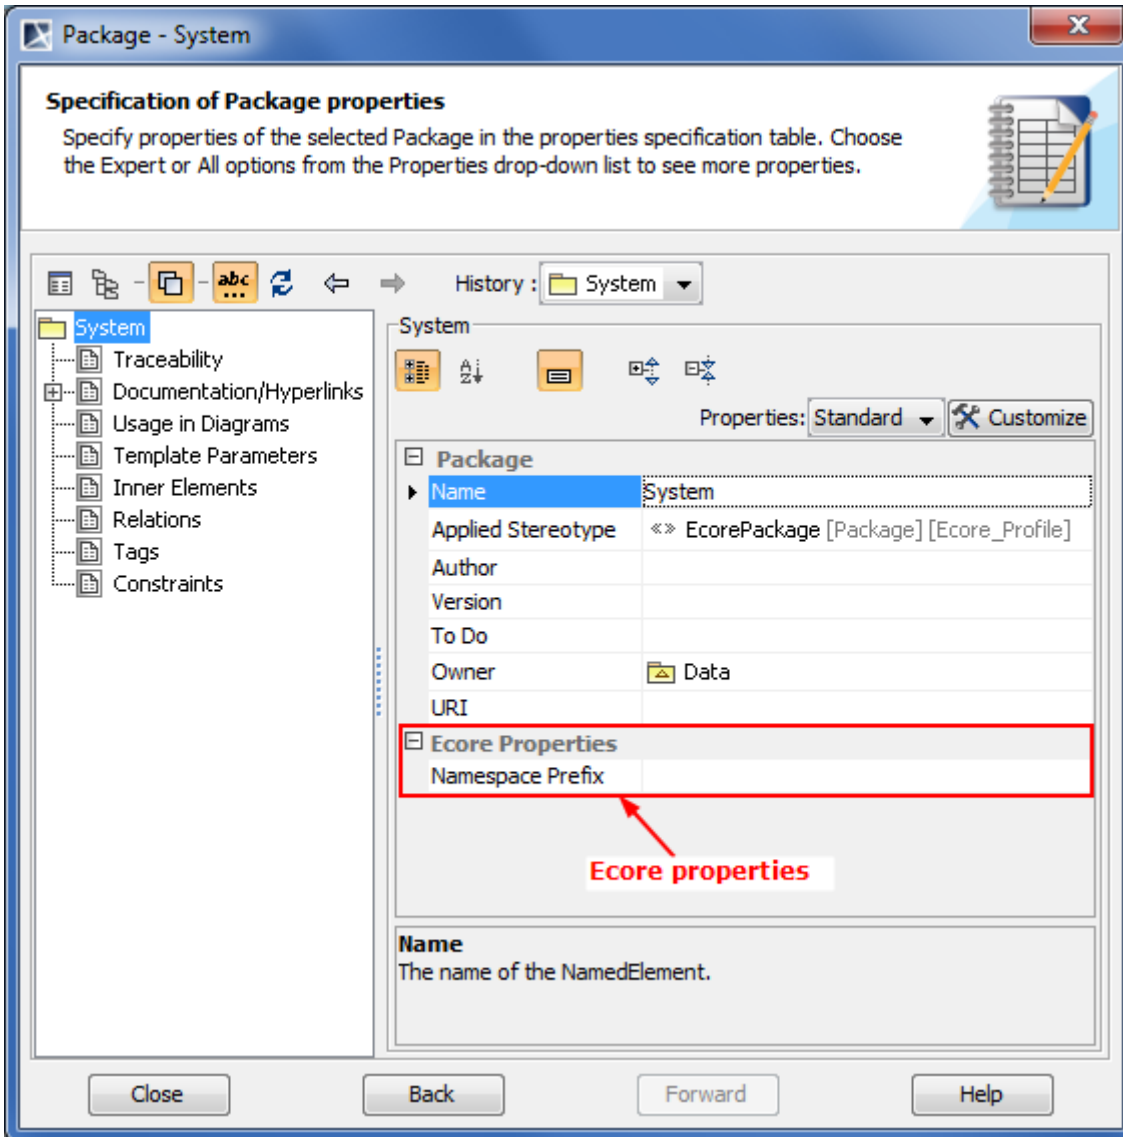 Package - System
Specification of Package properties
Specify properties of the selected Package in the properties specification table. Choose
the Expert or All options from the Properties drop-down list to see more properties.
abc
History : System
System
Traceability
Documentation/Hyperlinks
Usage in Diagrams
Template Parameters
Inner Elements
Relations
Tags
Constraints
System
A
Z
Properties: Standard Customize
Package
Name System
Applied Stereotype «» EcorePackage [Package] [Ecore_Profile]
Author
Version
To Do
Owner Data
URI
Ecore Properties
Namespace Prefix
Ecore properties
Name
The name of the NamedElement.
Close Back Forward Help